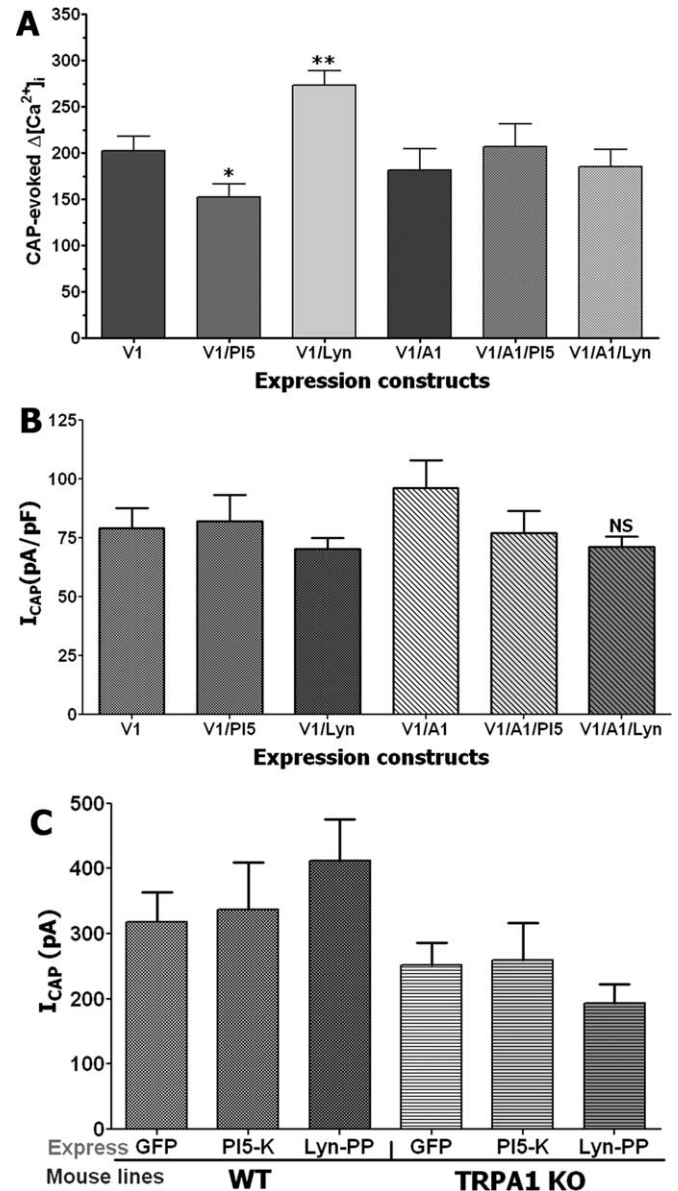 A
350
300
250
200
150
100
50
0
CAP-evoked Δ[Ca²⁺]ᵢ
*
**
V1 V1/PI5 V1/Lyn V1/A1 V1/A1/PI5 V1/A1/Lyn
Expression constructs
B
125
100
75
50
25
0
I_CAP(pA/pF)
NS
V1 V1/PI5 V1/Lyn V1/A1 V1/A1/PI5 V1/A1/Lyn
Expression constructs
C
500
400
300
200
100
0
I_CAP (pA)
Express GFP PI5-K Lyn-PP GFP PI5-K Lyn-PP
Mouse lines WT TRPA1 KO